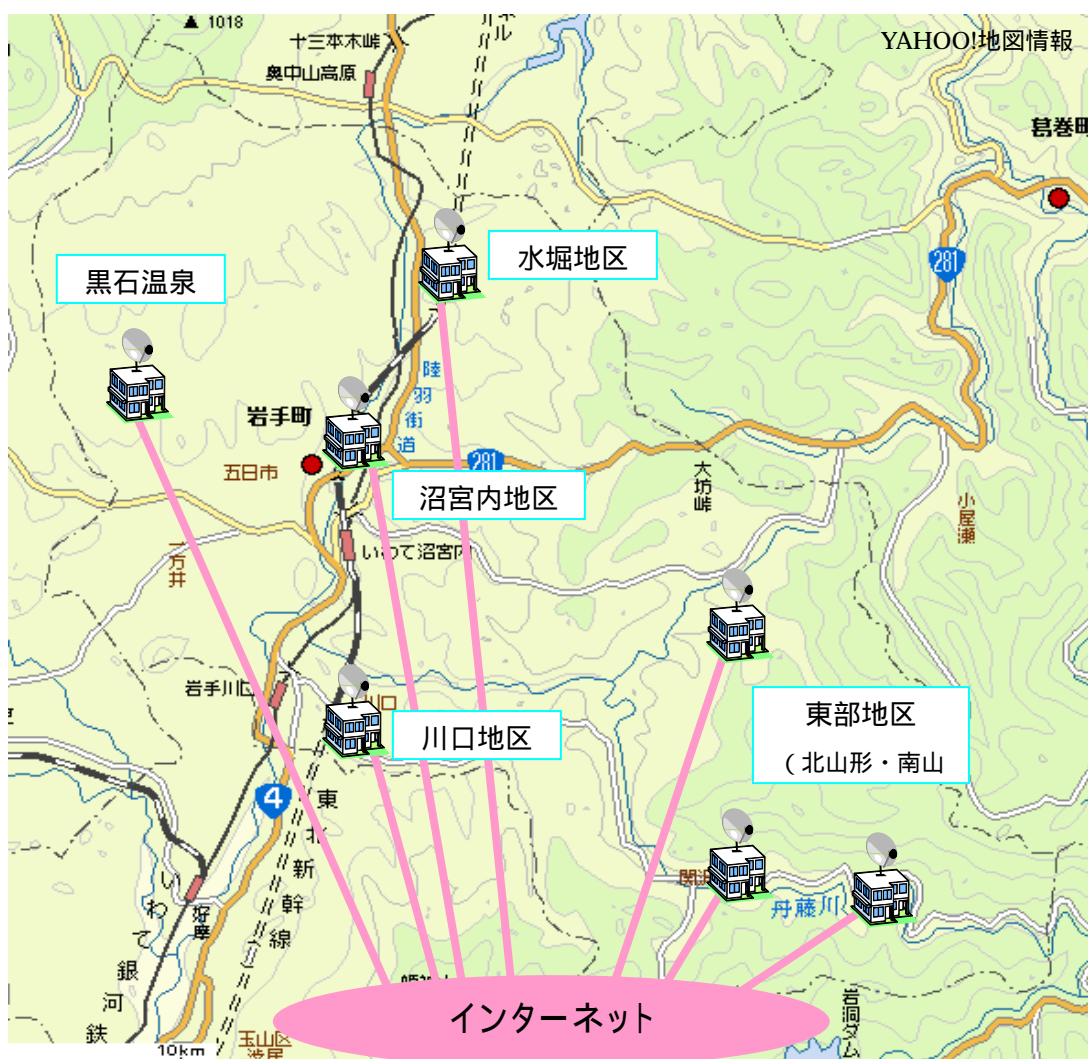 1018
YAHOO!地図情報
十三本木峠
奥中山高原
葛巻町
水堀地区
281
黒石温泉
陸羽街道
岩手町
五日市
281
沼宮内地区
大坊峠
小屋瀬
一方井
いわて沼宮内
岩手川口
川口
川口地区
東部地区
(北山形・南山
4
東北新幹線
丹藤川
好摩
いわて銀河鉄
インターネット
岩洞ダム
玉山区
渋民
10km